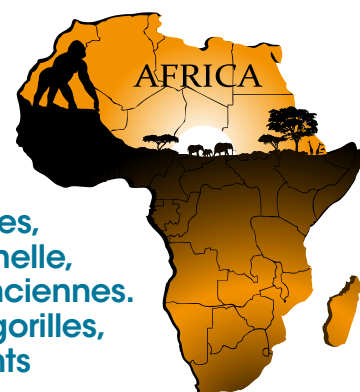 AFRICA
es,
nelle,
nciennes.
gorilles,
nts